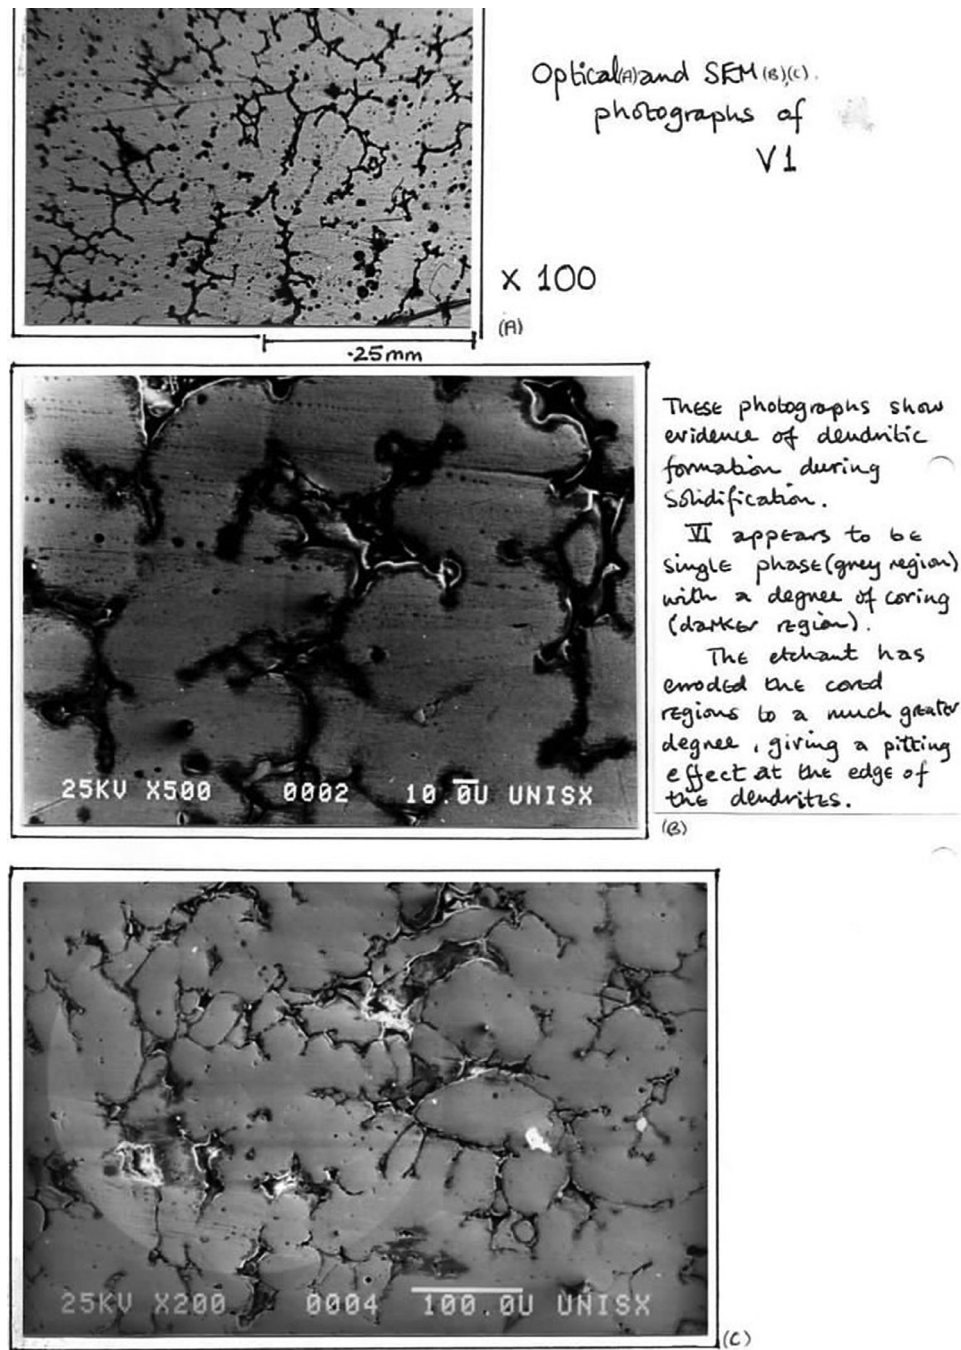 Optical(A) and SEM (B)(C).
photographs of
V1
X 100
(A)
.25mm
These photographs show
evidence of dendritic
formation during
solidification.
V1 appears to be
single phase (grey region)
with a degree of coring
(darker region).
The etchant has
erroded the cored
regions to a much greater
degree, giving a pitting
effect at the edge of
the dendrites.
(B)
25KV X500 0002 10.0U UNISX
25KV X200 0004 100.0U UNISX
(C)